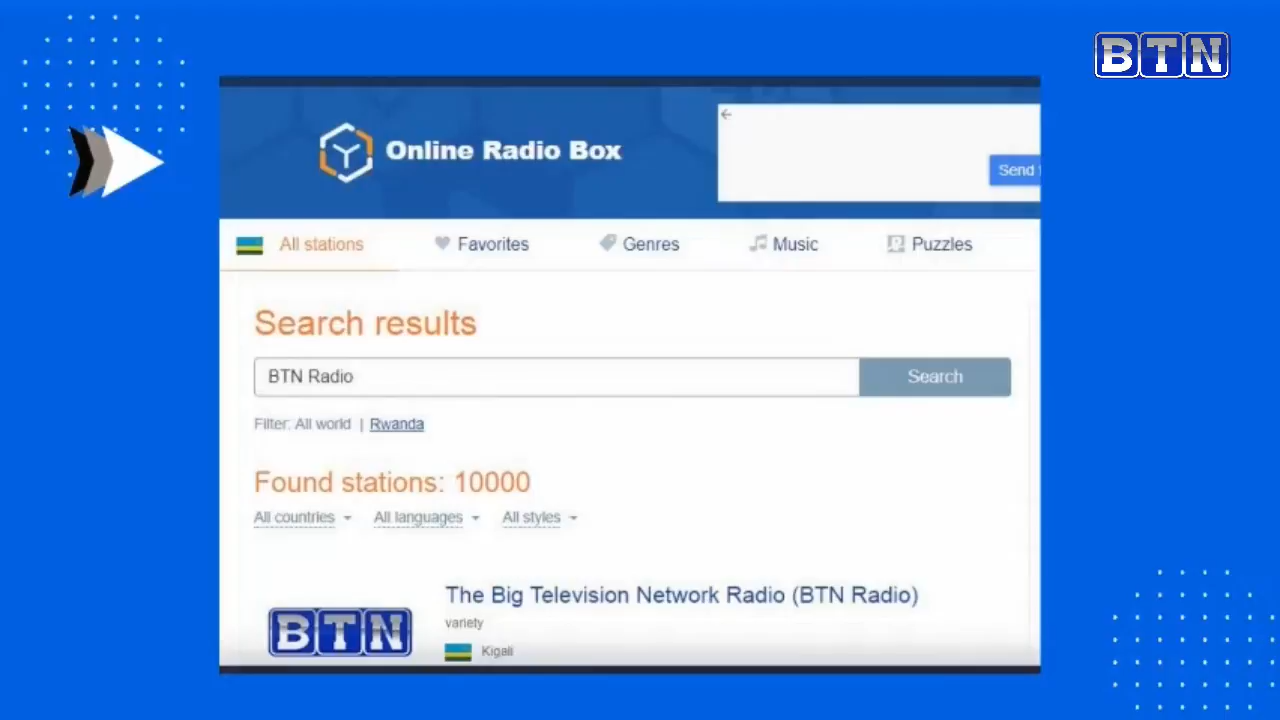 BTN
Online Radio Box
Send
All stations
Favorites
Genres
Music
Puzzles
Search results
BTN Radio
Search
Filter: All world | Rwanda
Found stations: 10000
All countries
All languages
All styles
The Big Television Network Radio (BTN Radio)
variety
BTN
Kigali